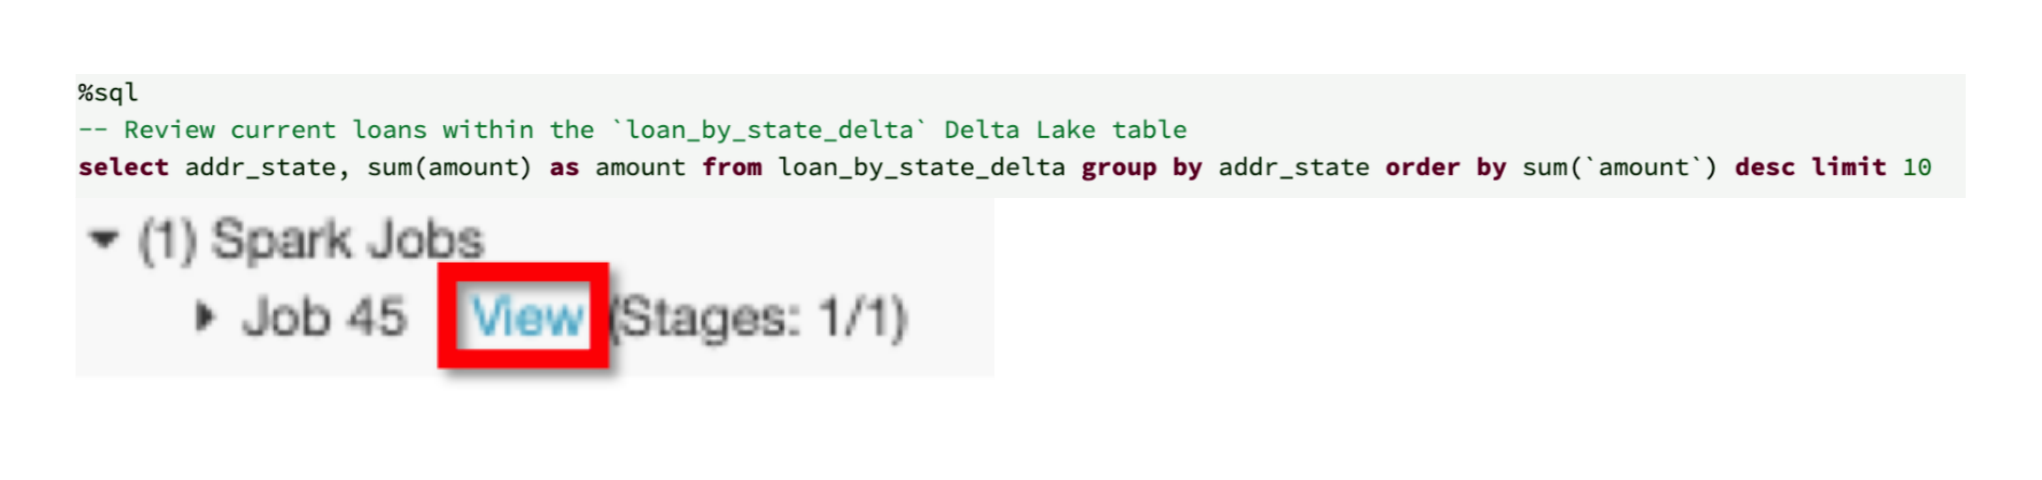 %sql
-- Review current loans within the `loan_by_state_delta` Delta Lake table
select addr_state, sum(amount) as amount from loan_by_state_delta group by addr_state order by sum(`amount`) desc limit 10
(1) Spark Jobs
Job 45 View (Stages: 1/1)